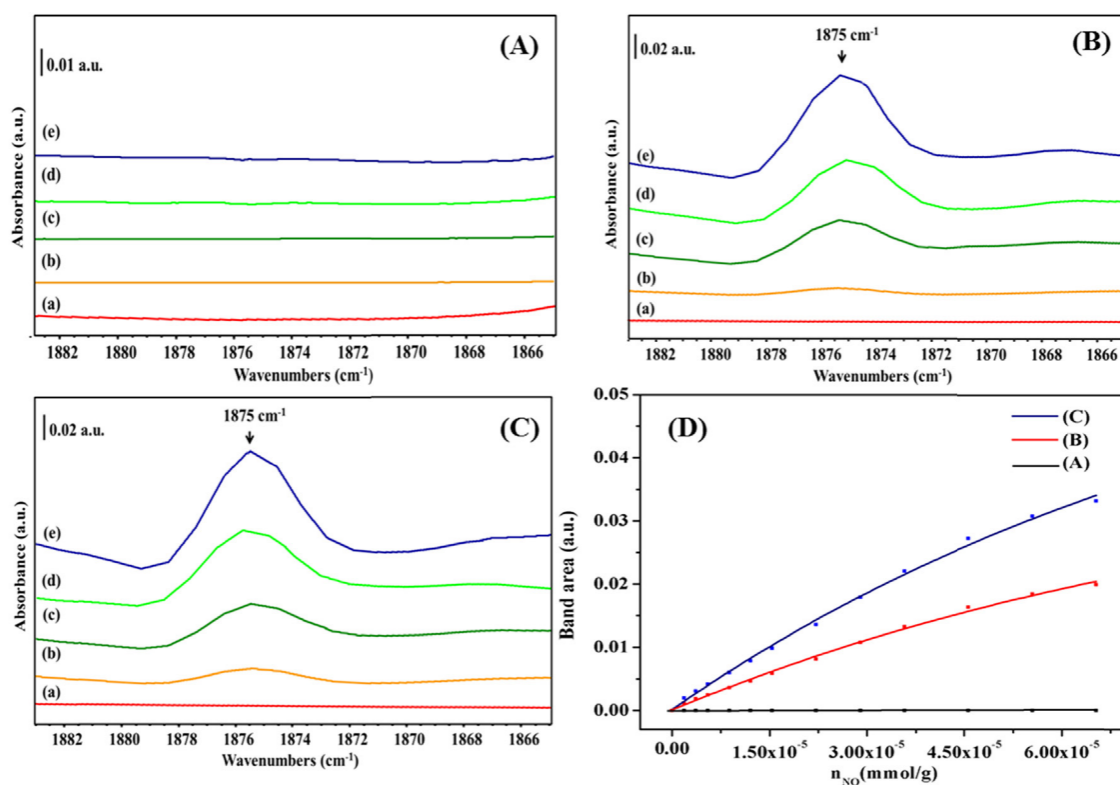 (A)
0.01 a.u.
(e)
(d)
(c)
(b)
(a)
Absorbance (a.u.)
1882 1880 1878 1876 1874 1872 1870 1868 1866
Wavenumbers (cm⁻¹)
1875 cm⁻¹
(B)
0.02 a.u.
(e)
(d)
(c)
(b)
(a)
Absorbance (a.u.)
1882 1880 1878 1876 1874 1872 1870 1868 1866
Wavenumbers (cm⁻¹)
1875 cm⁻¹
(C)
0.02 a.u.
(e)
(d)
(c)
(b)
(a)
Absorbance (a.u.)
1882 1880 1878 1876 1874 1872 1870 1868 1866
Wavenumbers (cm⁻¹)
(D)
(C)
(B)
(A)
0.05
0.04
0.03
0.02
0.01
0.00
Band area (a.u.)
0.00 1.50x10⁻⁵ 3.00x10⁻⁵ 4.50x10⁻⁵ 6.00x10⁻⁵
n_NO(mmol/g)